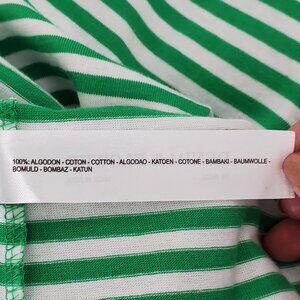 100%: ALGODON - COTON - COTTON - ALGODAO - KATOEN - COTONE - BAMBAKI - BAUMWOLLE -
BOMULD - BOMBAZ - KATUN